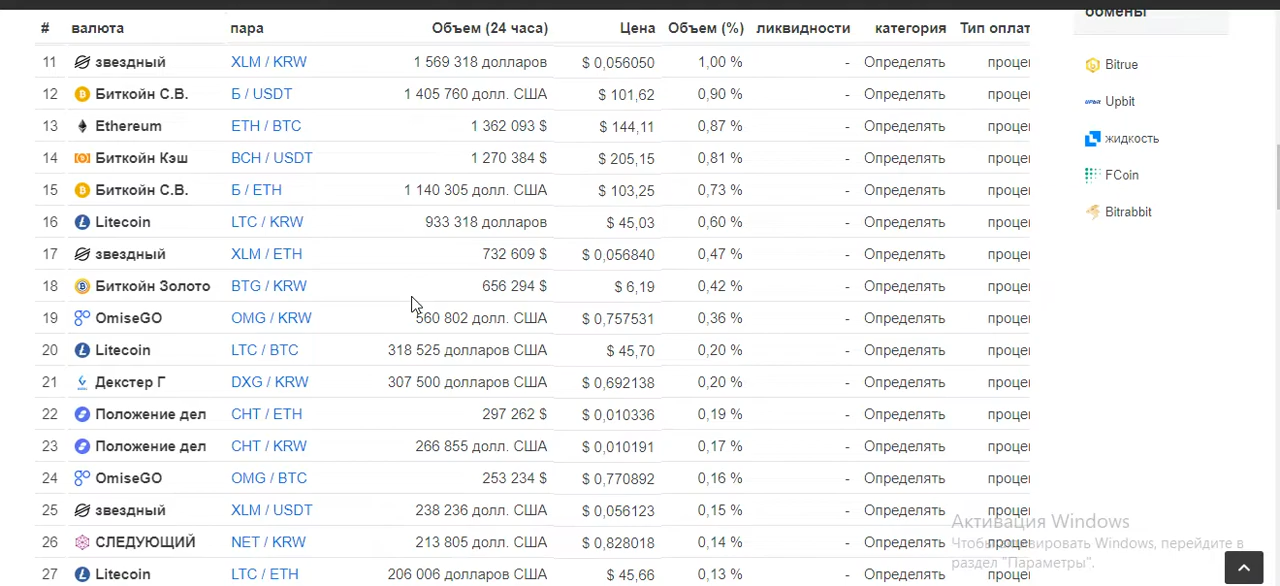 обмены
# валюта пара Объем (24 часа) Цена Объем (%) ликвидности категория Тип оплат
11 звездный XLM / KRW 1 569 318 долларов $ 0,056050 1,00 % - Определять процен
12 Биткойн С.В. Б / USDT 1 405 760 долл. США $ 101,62 0,90 % - Определять процен
13 Ethereum ETH / BTC 1 362 093 $ $ 144,11 0,87 % - Определять процен
14 Биткойн Кэш BCH / USDT 1 270 384 $ $ 205,15 0,81 % - Определять процен
15 Биткойн С.В. Б / ETH 1 140 305 долл. США $ 103,25 0,73 % - Определять процен
16 Litecoin LTC / KRW 933 318 долларов $ 45,03 0,60 % - Определять процен
17 звездный XLM / ETH 732 609 $ $ 0,056840 0,47 % - Определять процен
18 Биткойн Золото BTG / KRW 656 294 $ $ 6,19 0,42 % - Определять процен
19 OmiseGO OMG / KRW 560 802 долл. США $ 0,757531 0,36 % - Определять процен
20 Litecoin LTC / BTC 318 525 долларов США $ 45,70 0,20 % - Определять процен
21 Декстер Г DXG / KRW 307 500 долларов США $ 0,692138 0,20 % - Определять процен
22 Положение дел СНТ / ETH 297 262 $ $ 0,010336 0,19 % - Определять процен
23 Положение дел СНТ / KRW 266 855 долл. США $ 0,010191 0,17 % - Определять процен
24 OmiseGO OMG / BTC 253 234 $ $ 0,770892 0,16 % - Определять процен
25 звездный XLM / USDT 238 236 долл. США $ 0,056123 0,15 % - Определять процен
26 СЛЕДУЮЩИЙ NET / KRW 213 805 долл. США $ 0,828018 0,14 % - Определять процен
27 Litecoin LTC / ETH 206 006 долларов США $ 45,66 0,13 % - Определять процен
Bitrue
Upbit
жидкость
FCoin
Bitrabbit
Активация Windows
Чтобы активировать Windows, перейдите в
раздел "Параметры".